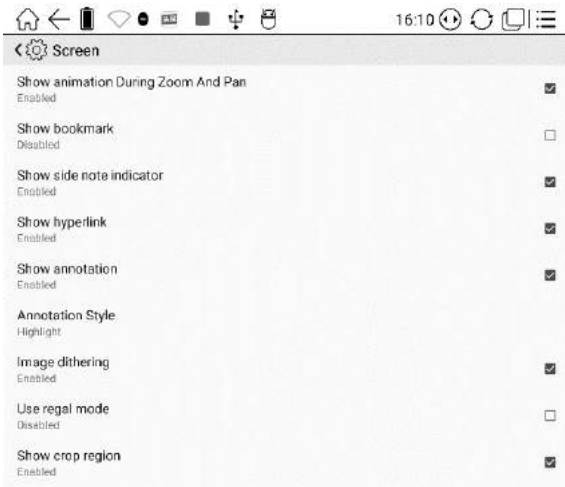 16:10
Screen
Show animation During Zoom And Pan
Enabled
Show bookmark
Disabled
Show side note indicator
Enabled
Show hyperlink
Enabled
Show annotation
Enabled
Annotation Style
Highlight
Image dithering
Enabled
Use regal mode
Disabled
Show crop region
Enabled